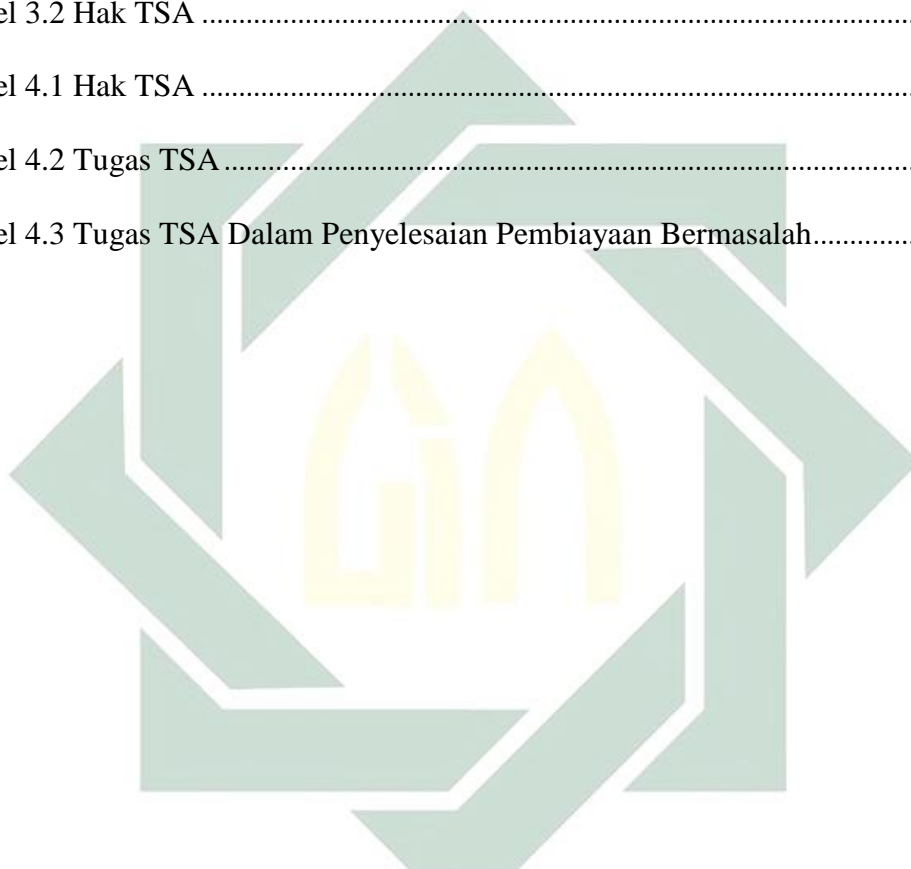 el 3.2 Hak TSA ....................................................................................................
el 4.1 Hak TSA ....................................................................................................
el 4.2 Tugas TSA .................................................................................................
el 4.3 Tugas TSA Dalam Penyelesaian Pembiayaan Bermasalah..............